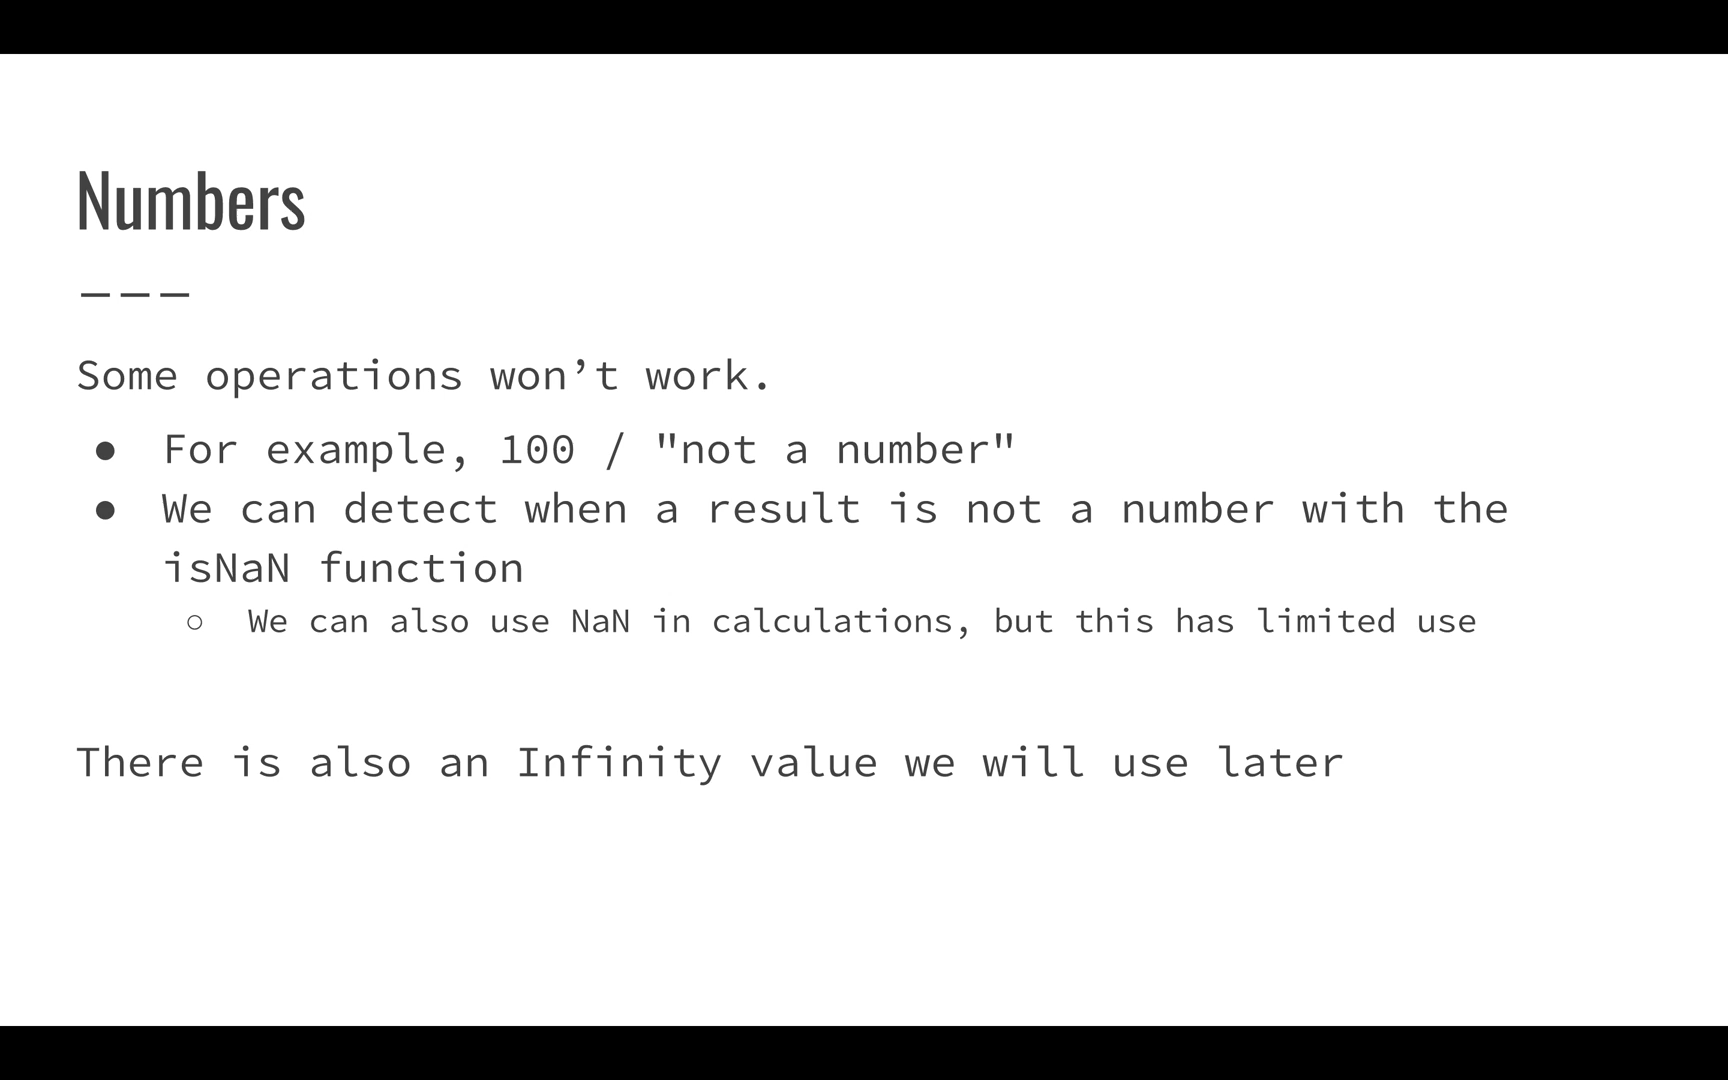 Numbers
———
Some operations won’t work.
● For example, 100 / "not a number"
● We can detect when a result is not a number with the
isNaN function
○ We can also use NaN in calculations, but this has limited use
There is also an Infinity value we will use later